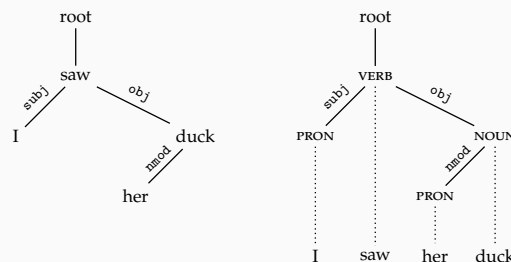 root
saw
subj
obj
I
duck
nmod
her
root
VERB
subj
obj
PRON
NOUN
nmod
PRON
I saw her duck